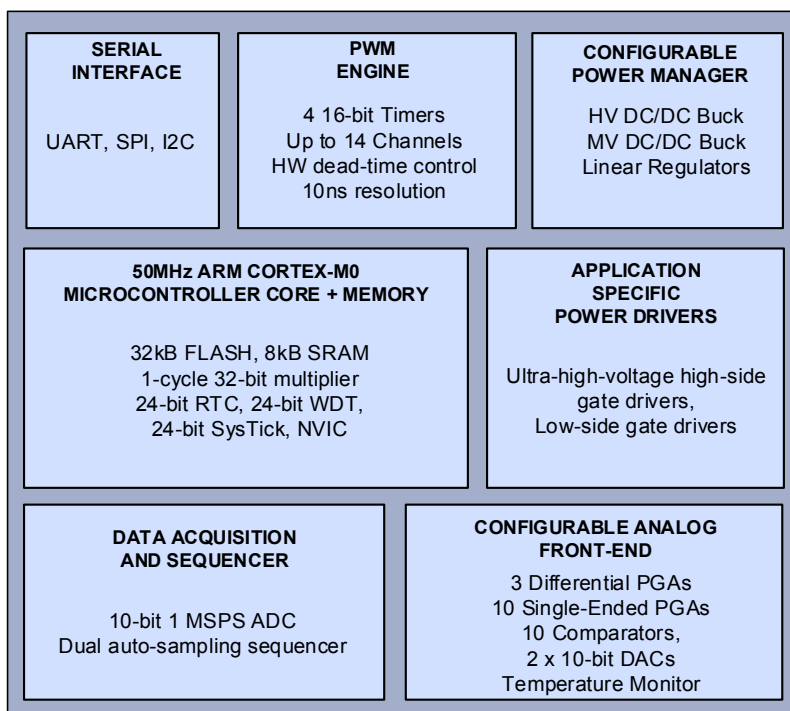 SERIAL
INTERFACE
UART, SPI, I2C
PWM
ENGINE
4 16-bit Timers
Up to 14 Channels
HW dead-time control
10ns resolution
CONFIGURABLE
POWER MANAGER
HV DC/DC Buck
MV DC/DC Buck
Linear Regulators
50MHz ARM CORTEX-M0
MICROCONTROLLER CORE + MEMORY
32kB FLASH, 8kB SRAM
1-cycle 32-bit multiplier
24-bit RTC, 24-bit WDT,
24-bit SysTick, NVIC
APPLICATION
SPECIFIC
POWER DRIVERS
Ultra-high-voltage high-side
gate drivers,
Low-side gate drivers
DATA ACQUISITION
AND SEQUENCER
10-bit 1 MSPS ADC
Dual auto-sampling sequencer
CONFIGURABLE ANALOG
FRONT-END
3 Differential PGAs
10 Single-Ended PGAs
10 Comparators,
2 x 10-bit DACs
Temperature Monitor